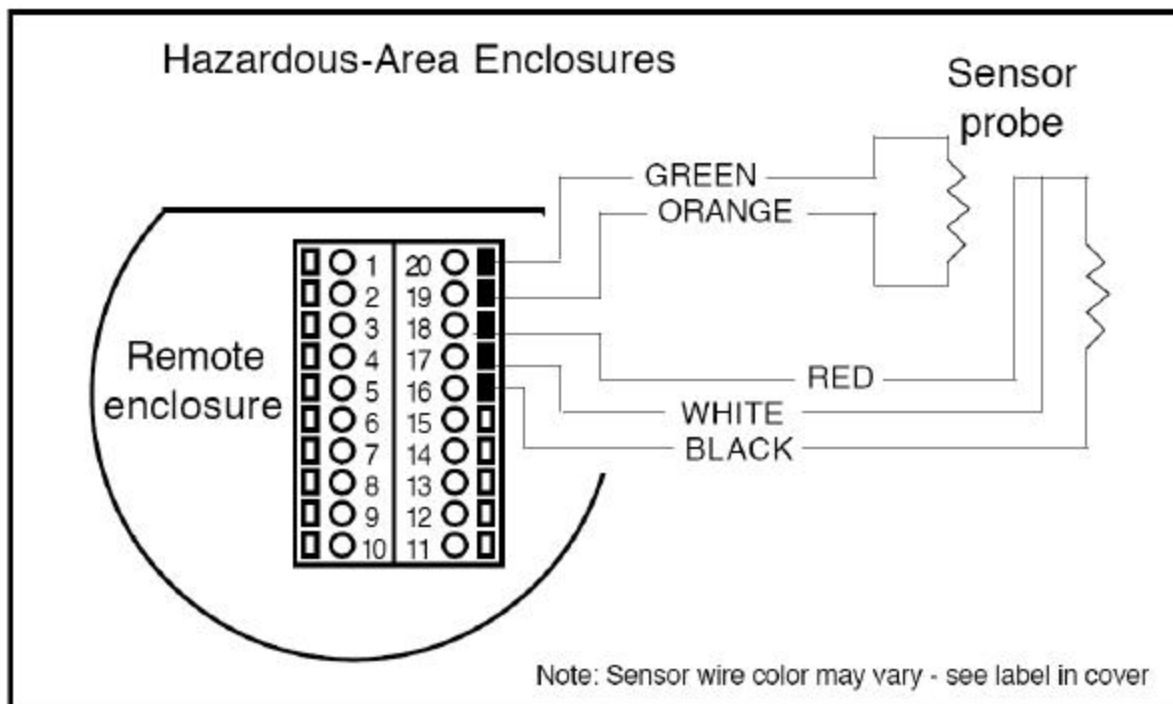 Hazardous-Area Enclosures
Sensor
probe
GREEN
ORANGE
1 20
2 19
3 18
4 17
5 16
6 15
7 14
8 13
9 12
10 11
Remote
enclosure
RED
WHITE
BLACK
Note: Sensor wire color may vary - see label in cover